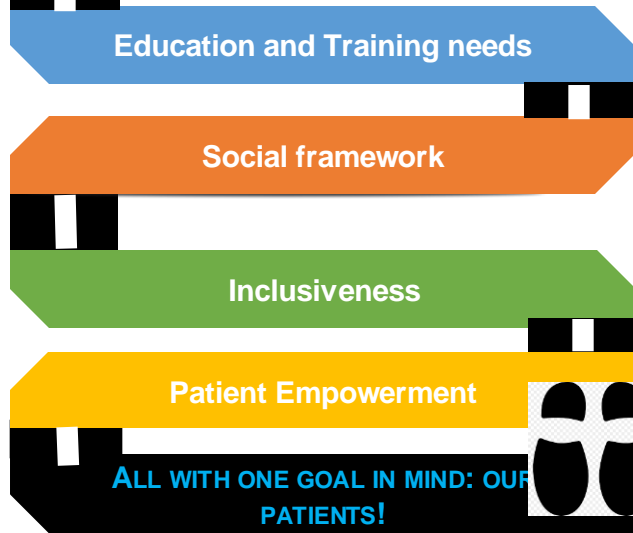 Education and Training needs
Social framework
Inclusiveness
Patient Empowerment
ALL WITH ONE GOAL IN MIND: OUR
PATIENTS!